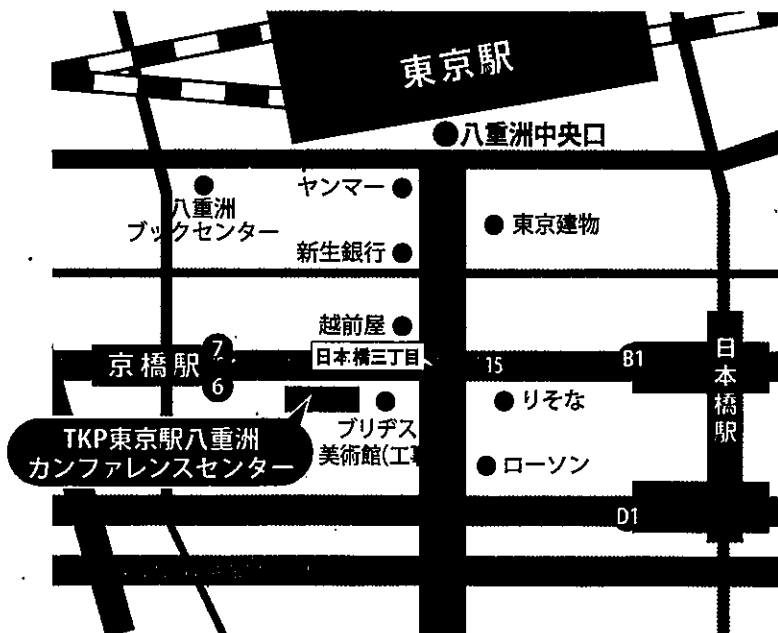 東京駅
八重洲中央口
ヤンマー
八重洲
ブックセンター
東京建物
新生銀行
越前屋
日本橋三丁目
京橋駅
7
6
15
B1
日本橋駅
りそな
ブリヂス
美術館(工事
TKP東京駅八重洲
カンファレンスセンター
ローソン
D1